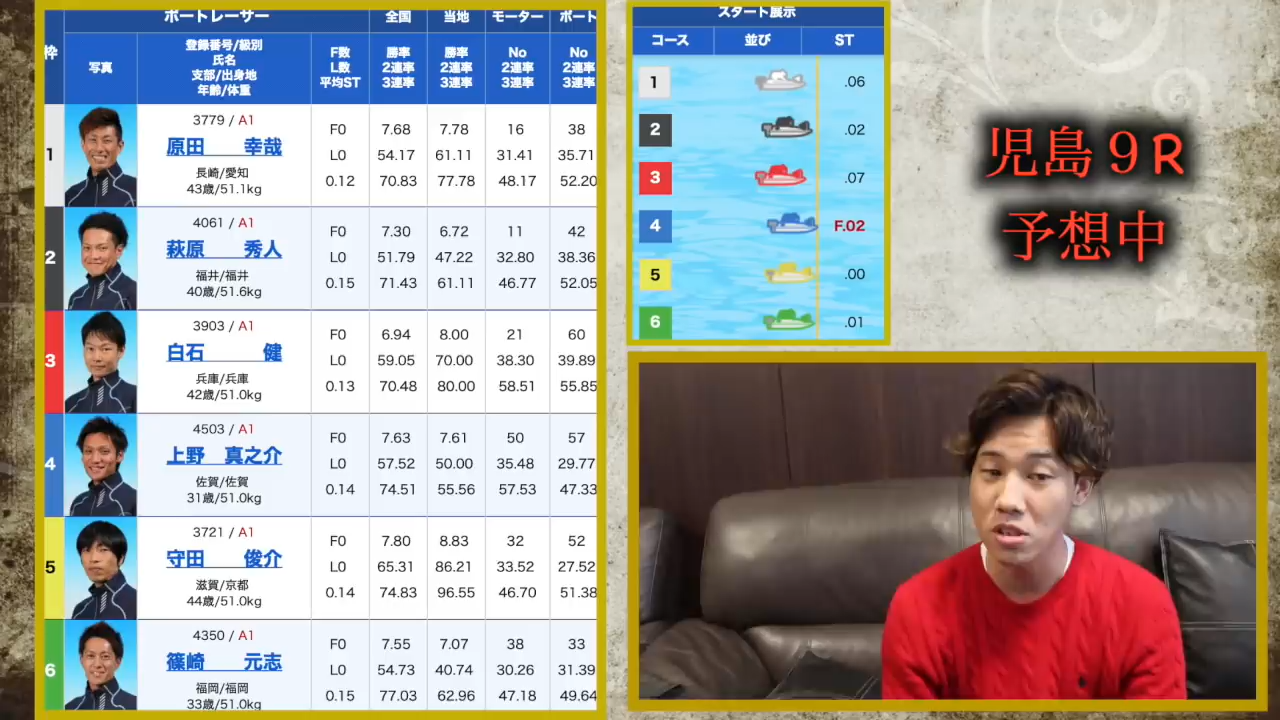 ボートレーサー 全国 当地 モーター ボート
枠 写真 登録番号/級別 氏名 支部/出身地 年齢/体重 F数 L数 平均ST 勝率 2連率 3連率 勝率 2連率 3連率 No 2連率 3連率 No 2連率 3連率
1 3779 / A1 F0 7.68 7.78 16 38
原田 幸哉 L0 54.17 61.11 31.41 35.71
長崎/愛知 0.12 70.83 77.78 48.17 52.20
43歳/51.1kg
2 4061 / A1 F0 7.30 6.72 11 42
萩原 秀人 L0 51.79 47.22 32.80 38.36
福井/福井 0.15 71.43 61.11 46.77 52.05
40歳/51.6kg
3 3903 / A1 F0 6.94 8.00 21 60
白石 健 L0 59.05 70.00 38.30 39.89
兵庫/兵庫 0.13 70.48 80.00 58.51 55.85
42歳/51.0kg
4 4503 / A1 F0 7.63 7.61 50 57
上野 真之介 L0 57.52 50.00 35.48 29.77
佐賀/佐賀 0.14 74.51 55.56 57.53 47.33
31歳/51.0kg
5 3721 / A1 F0 7.80 8.83 32 52
守田 俊介 L0 65.31 86.21 33.52 27.52
滋賀/京都 0.14 74.83 96.55 46.70 51.38
44歳/51.0kg
6 4350 / A1 F0 7.55 7.07 38 33
篠崎 元志 L0 54.73 40.74 30.26 31.39
福岡/福岡 0.15 77.03 62.96 47.18 49.64
33歳/51.0kg
スタート展示
コース 並び ST
1 .06
2 .02
3 .07
4 F.02
5 .00
6 .01
児島9R
予想中